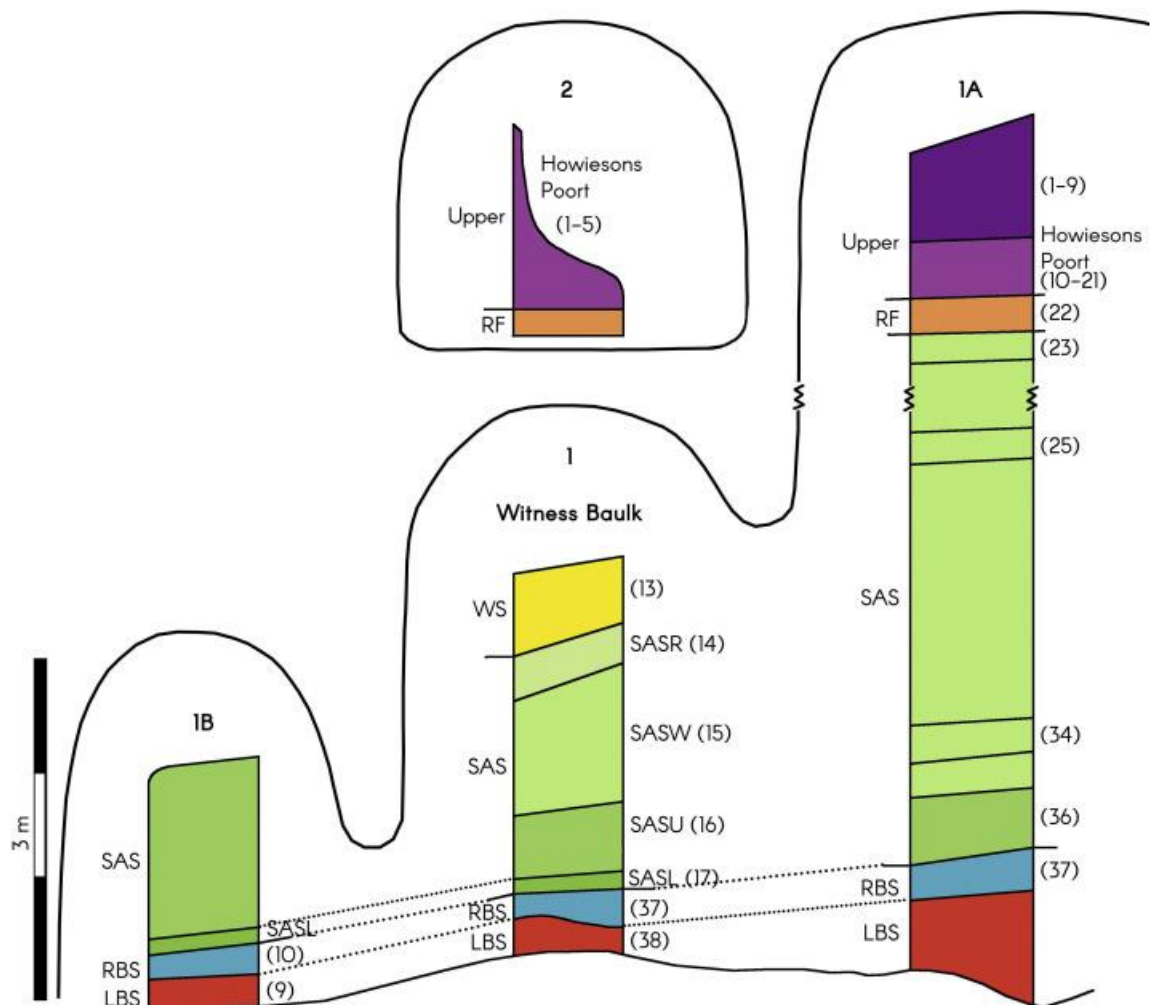 2
Howiesons
Poort
(1-5)
Upper
RF
1A
(1-9)
Upper
Howiesons
Poort
(10-21)
RF
(22)
(23)
(25)
SAS
(34)
(36)
RBS
(37)
LBS
1
Witness Baulk
WS
(13)
SASR (14)
SASW (15)
SAS
SASU (16)
SASL (17)
RBS
(37)
LBS
(38)
1B
SAS
SASL
RBS
(10)
LBS
(9)
3 m